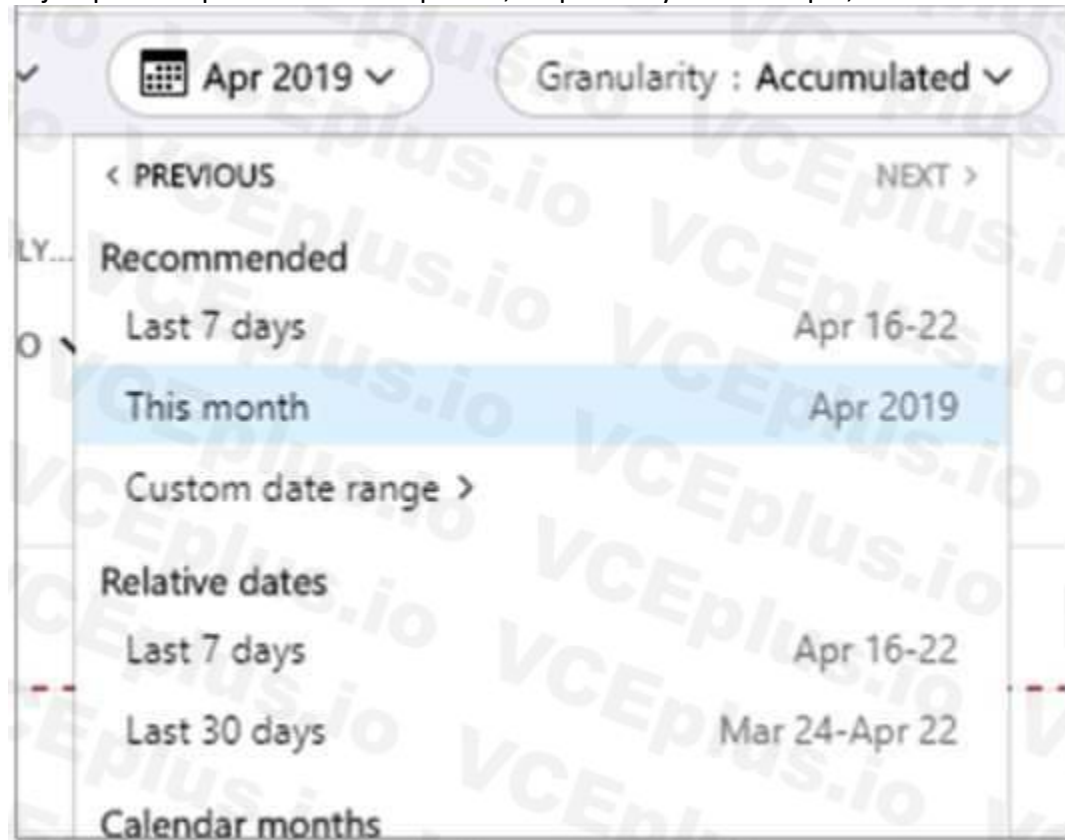 Apr 2019 Granularity : Accumulated
< PREVIOUS NEXT >
LY... Recommended
Last 7 days Apr 16-22
This month Apr 2019
Custom date range >
Relative dates
Last 7 days Apr 16-22
Last 30 days Mar 24-Apr 22
Calendar months
VCEplus.io